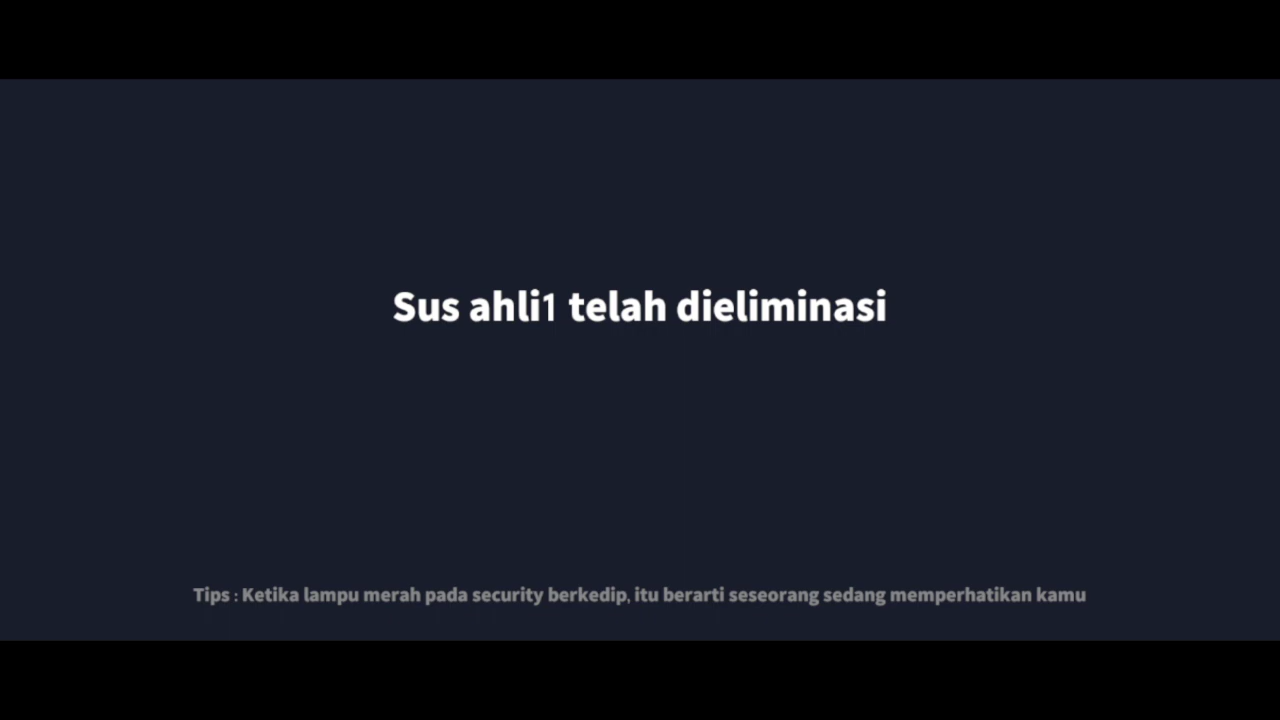 Sus ahli1 telah dieliminasi
Tips : Ketika lampu merah pada security berkedip, itu berarti seseorang sedang memperhatikan kamu